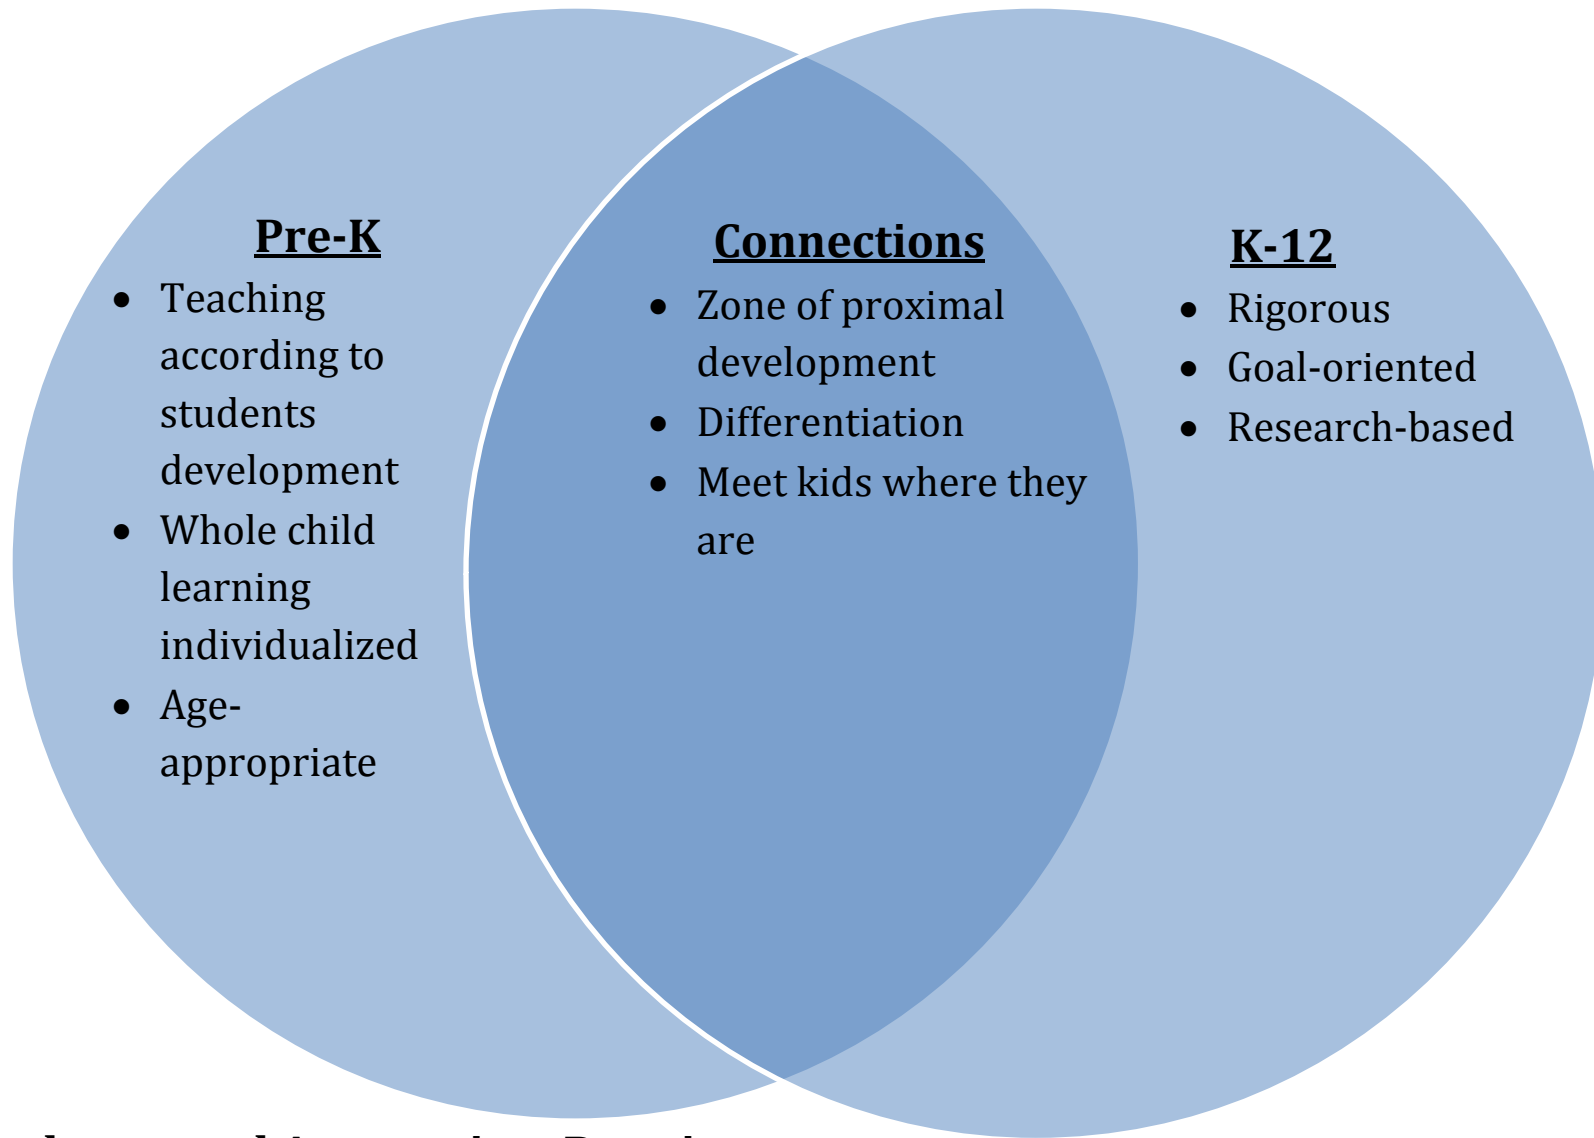 Pre-K
• Teaching
according to
students
development
• Whole child
learning
individualized
• Age-
appropriate
Connections
• Zone of proximal
development
• Differentiation
• Meet kids where they
are
K-12
• Rigorous
• Goal-oriented
• Research-based